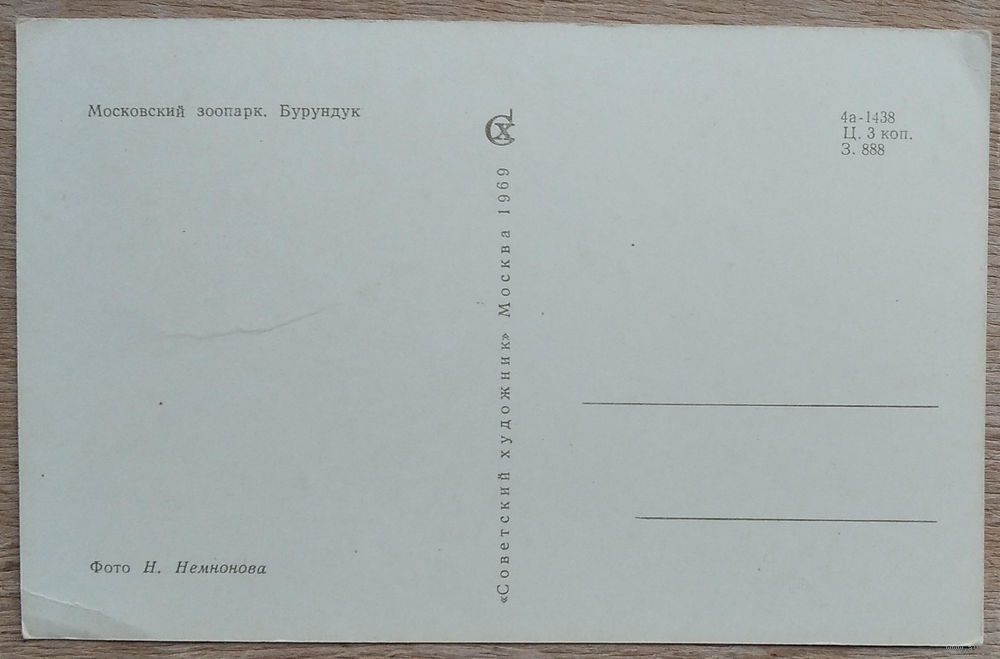 Московский зоопарк. Бурундук
Фото Н. Немнонова
СХ
«Советский художник» Москва 1969
4а-1438
Ц. 3 коп.
З. 888